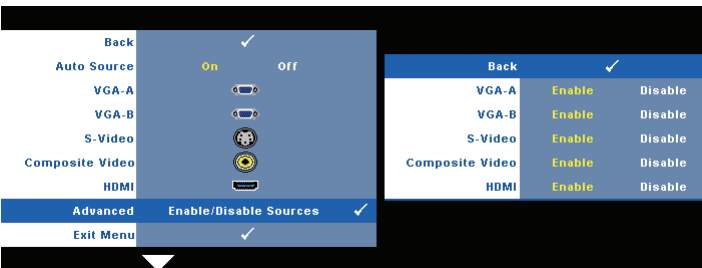 Back ✓
Auto Source On Off
VGA-A
VGA-B
S-Video
Composite Video
HDMI
Advanced Enable/Disable Sources ✓
Exit Menu ✓
Back ✓
VGA-A Enable Disable
VGA-B Enable Disable
S-Video Enable Disable
Composite Video Enable Disable
HDMI Enable Disable